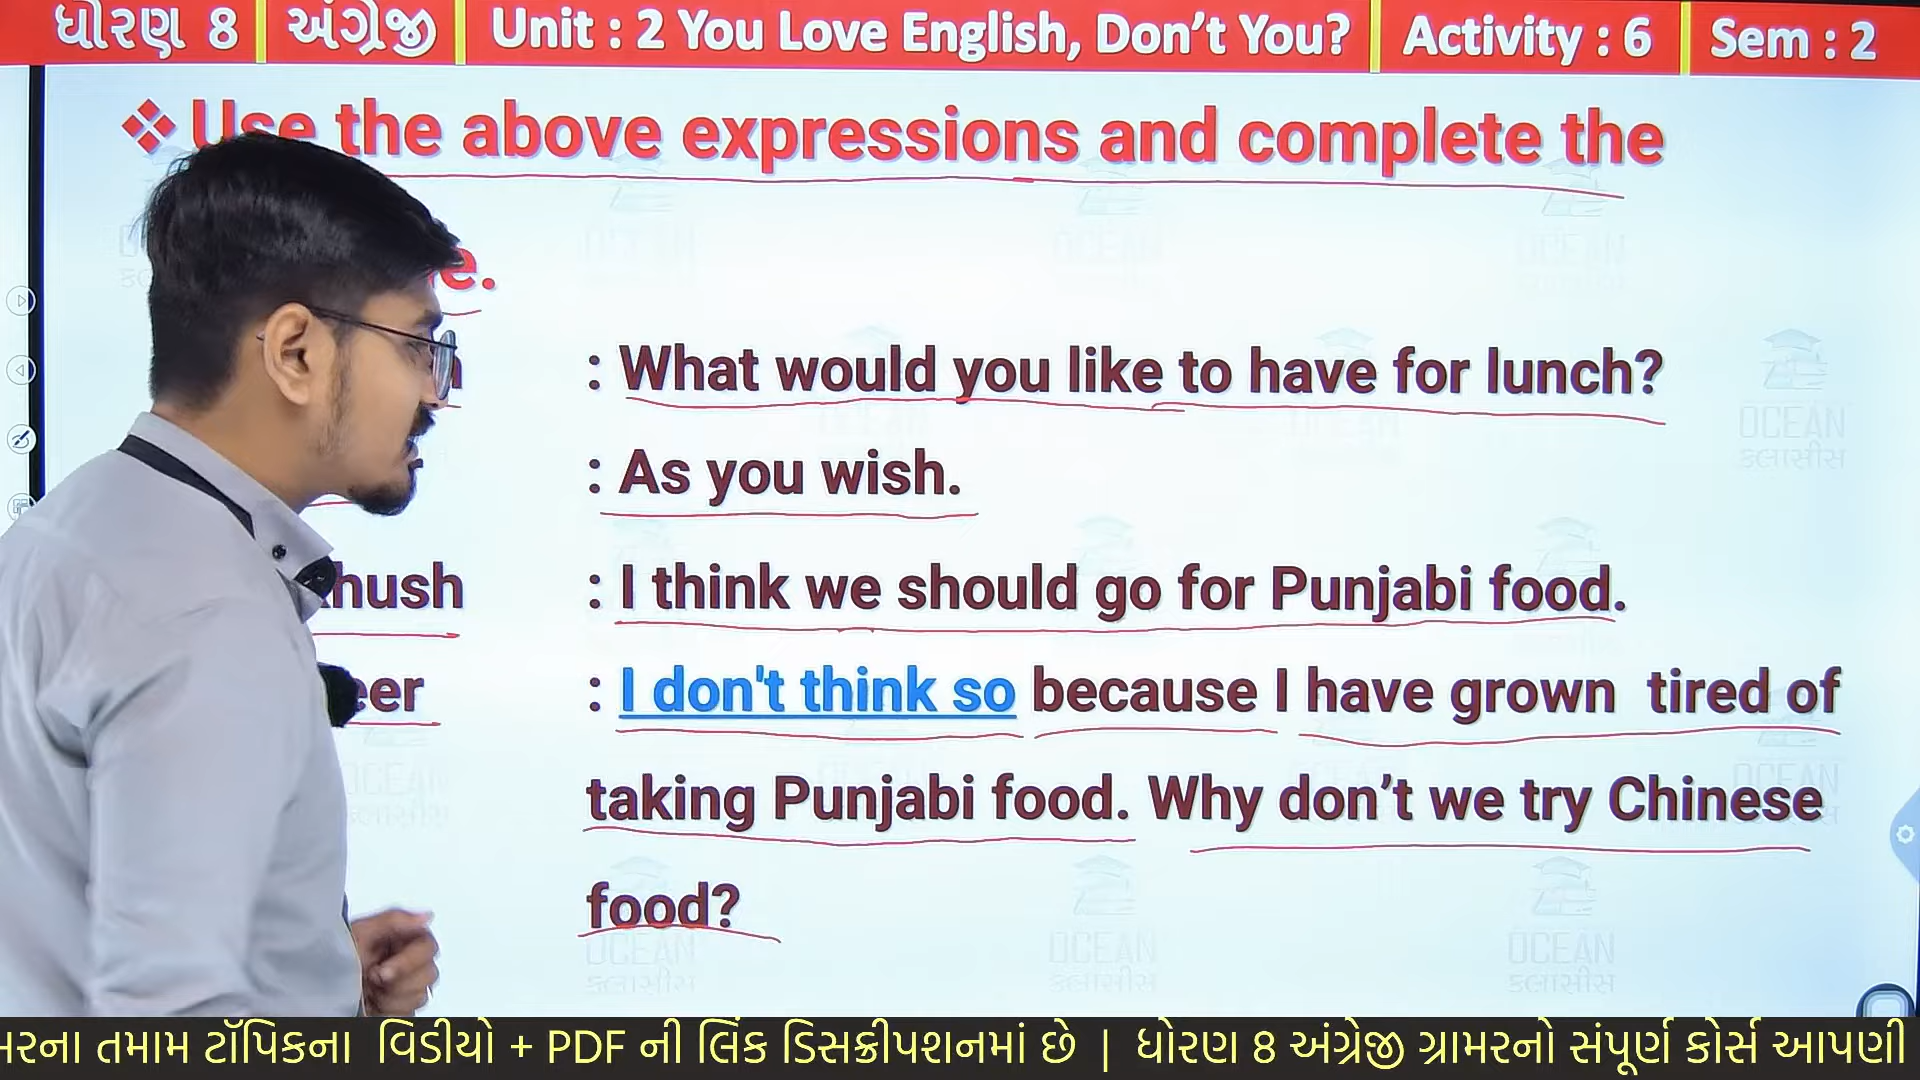 ધોરણ 8 અંગ્રેજી Unit : 2 You Love English, Don't You? Activity : 6 Sem : 2
❖ Use the above expressions and complete the
: What would you like to have for lunch?
: As you wish.
: I think we should go for Punjabi food.
: I don't think so because I have grown tired of
taking Punjabi food. Why don't we try Chinese
food?
OCEAN
ક્લાસીસ
તમામ ટૉપિકના વિડીયો + PDF ની લિંક ડિસક્રીપશનમાં છે | ધોરણ 8 અંગ્રેજી ગ્રામરનો સંપૂર્ણ કોર્સ આપણી